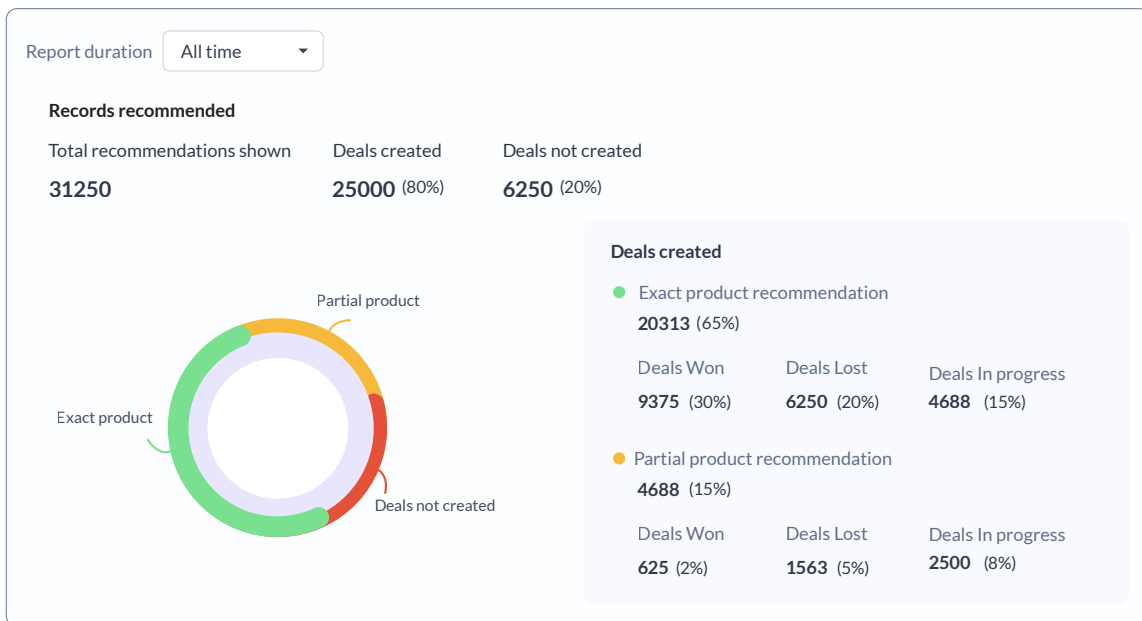 Report duration All time
Records recommended
Total recommendations shown Deals created Deals not created
31250 25000 (80%) 6250 (20%)
Partial product
Exact product
Deals not created
Deals created
Exact product recommendation
20313 (65%)
Deals Won Deals Lost Deals In progress
9375 (30%) 6250 (20%) 4688 (15%)
Partial product recommendation
4688 (15%)
Deals Won Deals Lost Deals In progress
625 (2%) 1563 (5%) 2500 (8%)